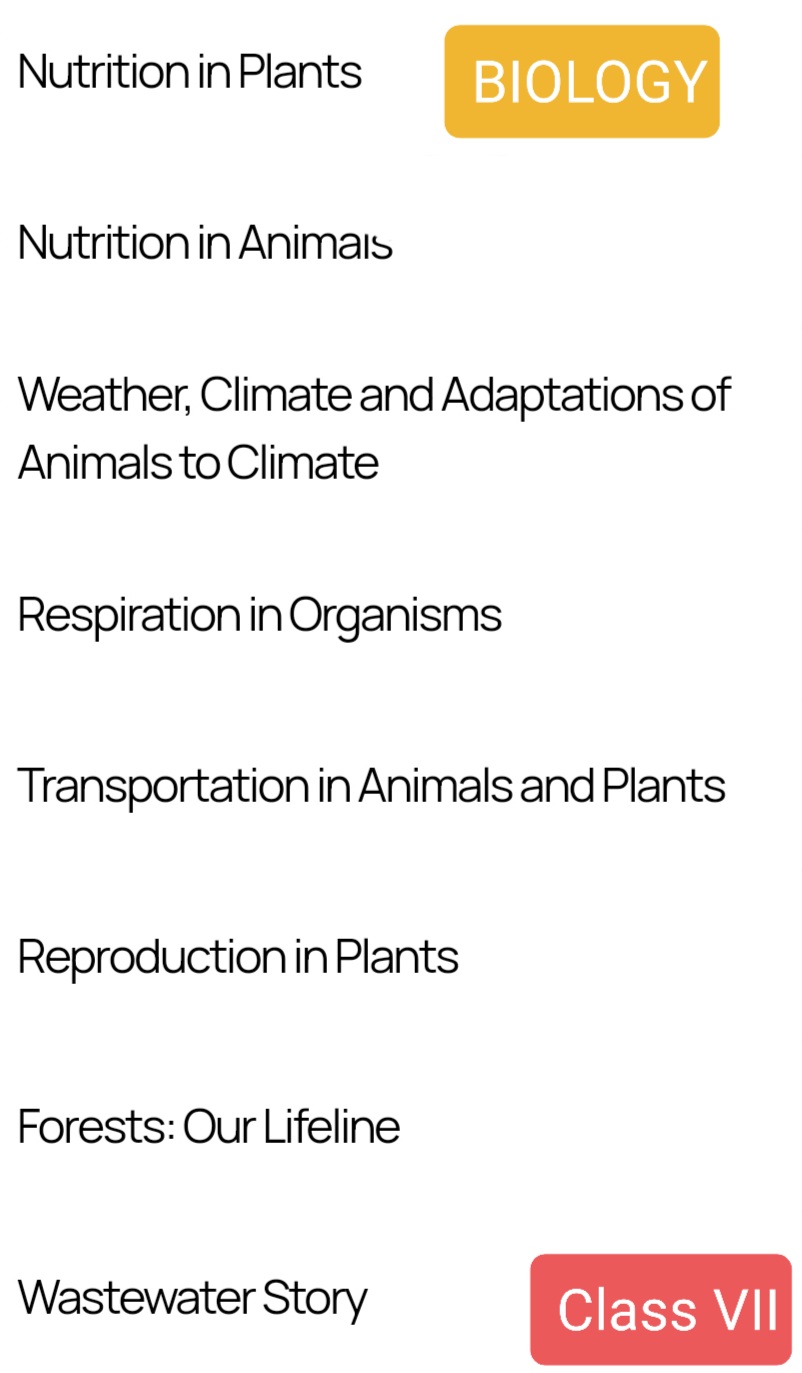 Nutrition in Plants
BIOLOGY
Nutrition in Animals
Weather, Climate and Adaptations of
Animals to Climate
Respiration in Organisms
Transportation in Animals and Plants
Reproduction in Plants
Forests: Our Lifeline
Wastewater Story
Class VII